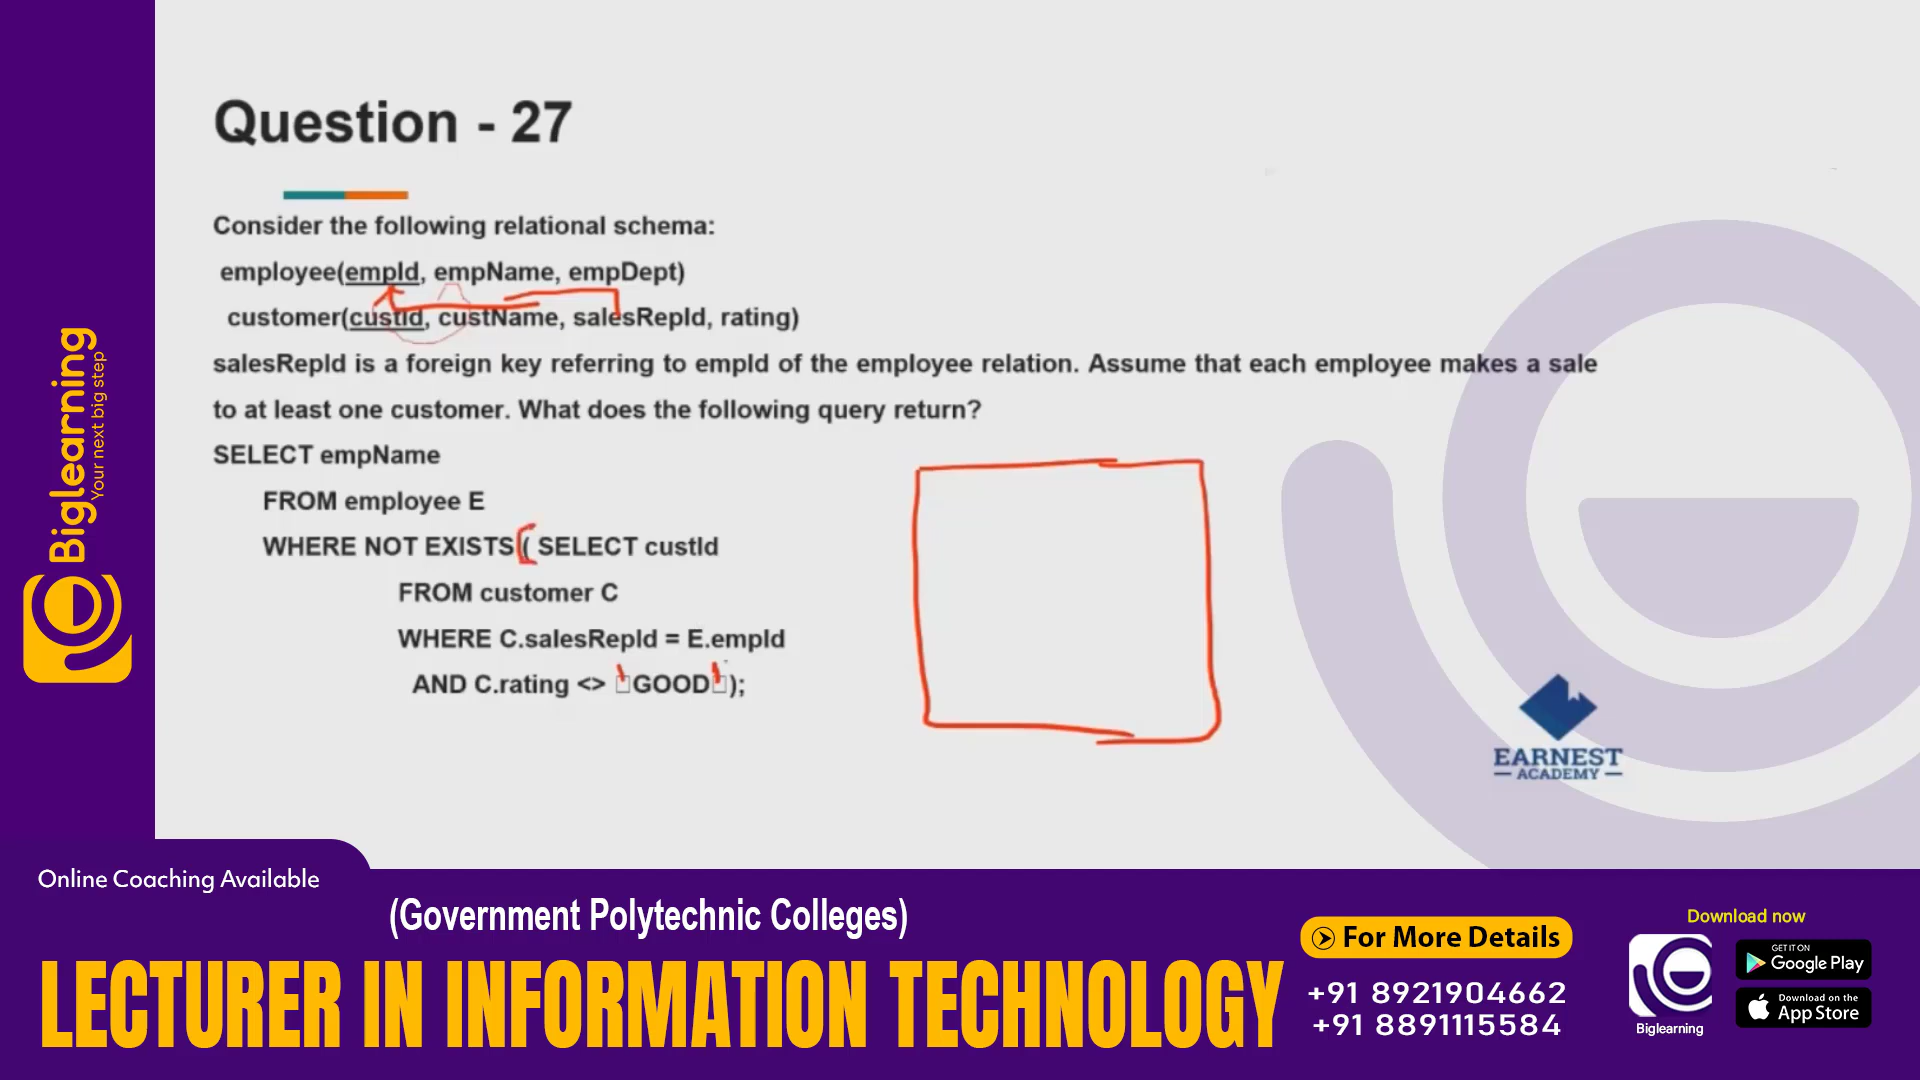 Question - 27
Consider the following relational schema:
employee(empId, empName, empDept)
customer(custId, custName, salesRepId, rating)
salesRepId is a foreign key referring to empId of the employee relation. Assume that each employee makes a sale
to at least one customer. What does the following query return?
SELECT empName
FROM employee E
WHERE NOT EXISTS ( SELECT custId
FROM customer C
WHERE C.salesRepId = E.empId
AND C.rating <> '□GOOD'□);
EARNEST
ACADEMY
Biglearning
Your next big step
Online Coaching Available
(Government Polytechnic Colleges)
LECTURER IN INFORMATION TECHNOLOGY
For More Details
+91 8921904662
+91 8891115584
Download now
Biglearning
GET IT ON
Google Play
Download on the
App Store